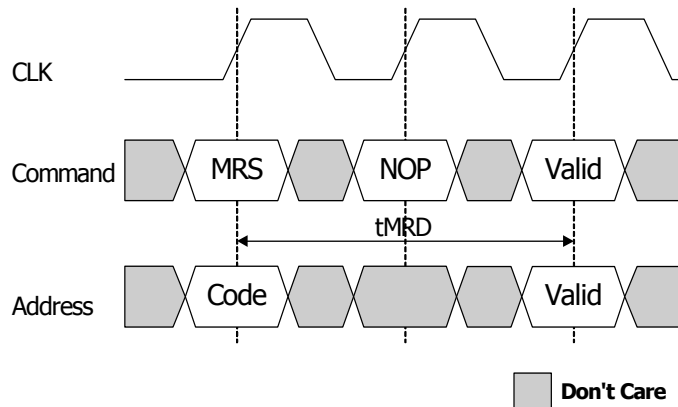 CLK
Command MRS NOP Valid
tMRD
Address Code Valid
Don't Care